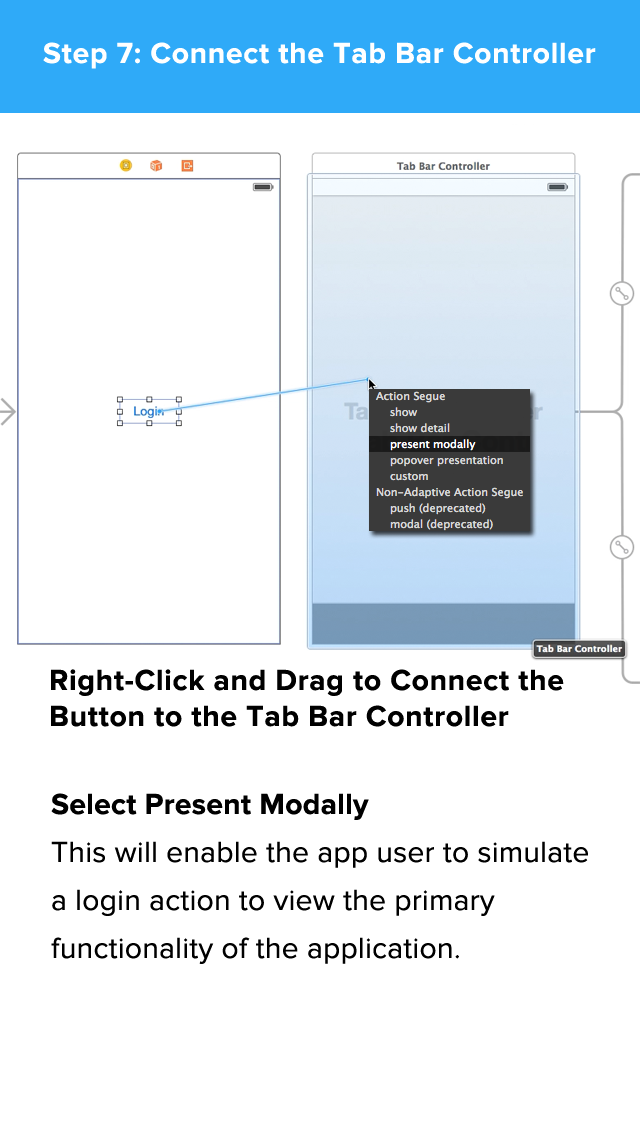 Step 7: Connect the Tab Bar Controller
Tab Bar Controller
Login
Action Segue
show
show detail
present modally
popover presentation
custom
Non-Adaptive Action Segue
push (deprecated)
modal (deprecated)
Tab Bar Controller
Right-Click and Drag to Connect the
Button to the Tab Bar Controller
Select Present Modally
This will enable the app user to simulate
a login action to view the primary
functionality of the application.